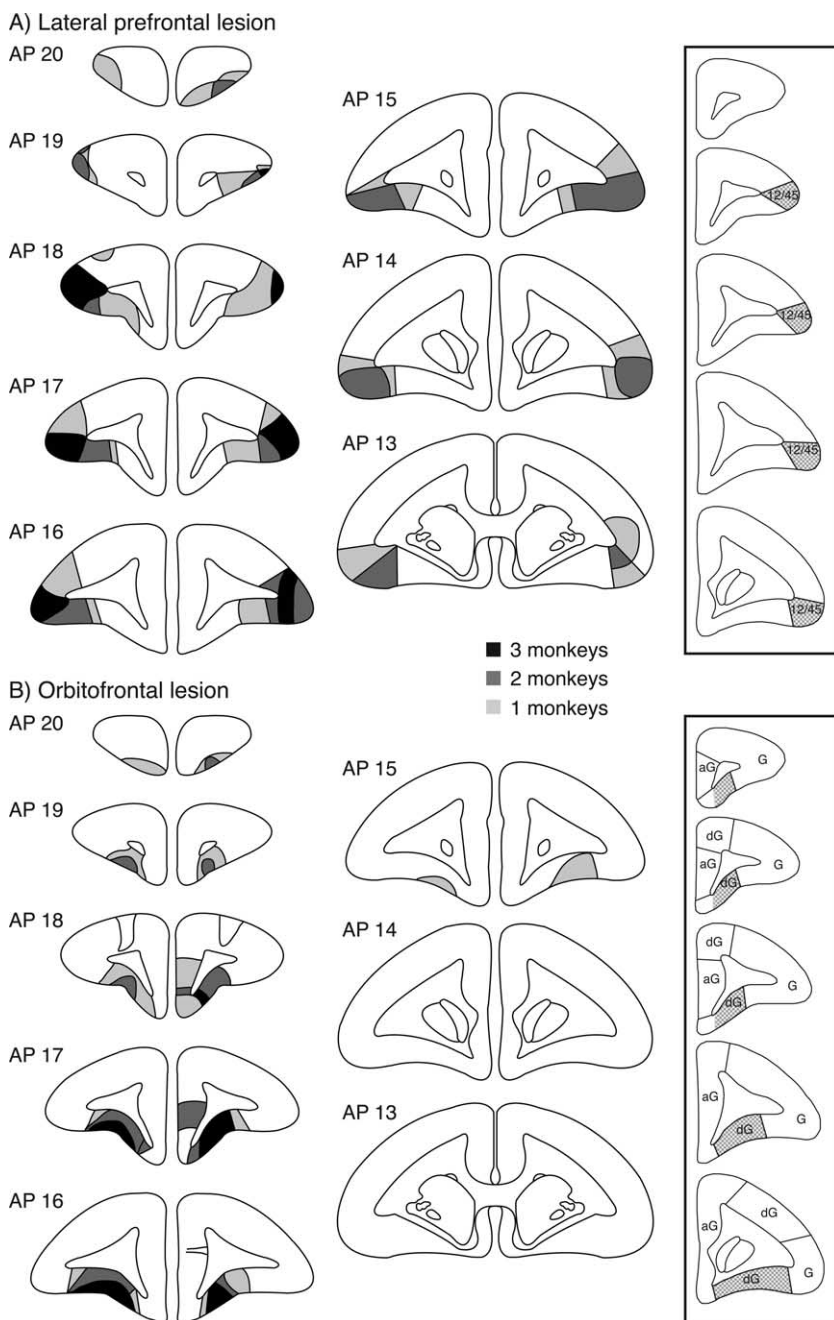 A) Lateral prefrontal lesion
AP 20
AP 19
AP 18
AP 17
AP 16
AP 15
AP 14
AP 13
12/45
12/45
12/45
12/45
3 monkeys
2 monkeys
1 monkeys
B) Orbitofrontal lesion
AP 20
AP 19
AP 18
AP 17
AP 16
AP 15
AP 14
AP 13
aG G
dG
aG dG G
dG
aG dG G
aG dG G
aG dG
dG G